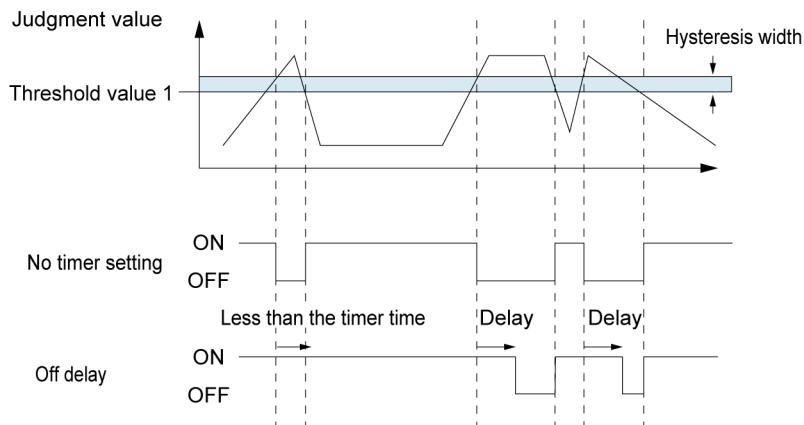 Judgment value
Hysteresis width
Threshold value 1
ON
No timer setting
OFF
Less than the timer time
Delay
Delay
ON
Off delay
OFF